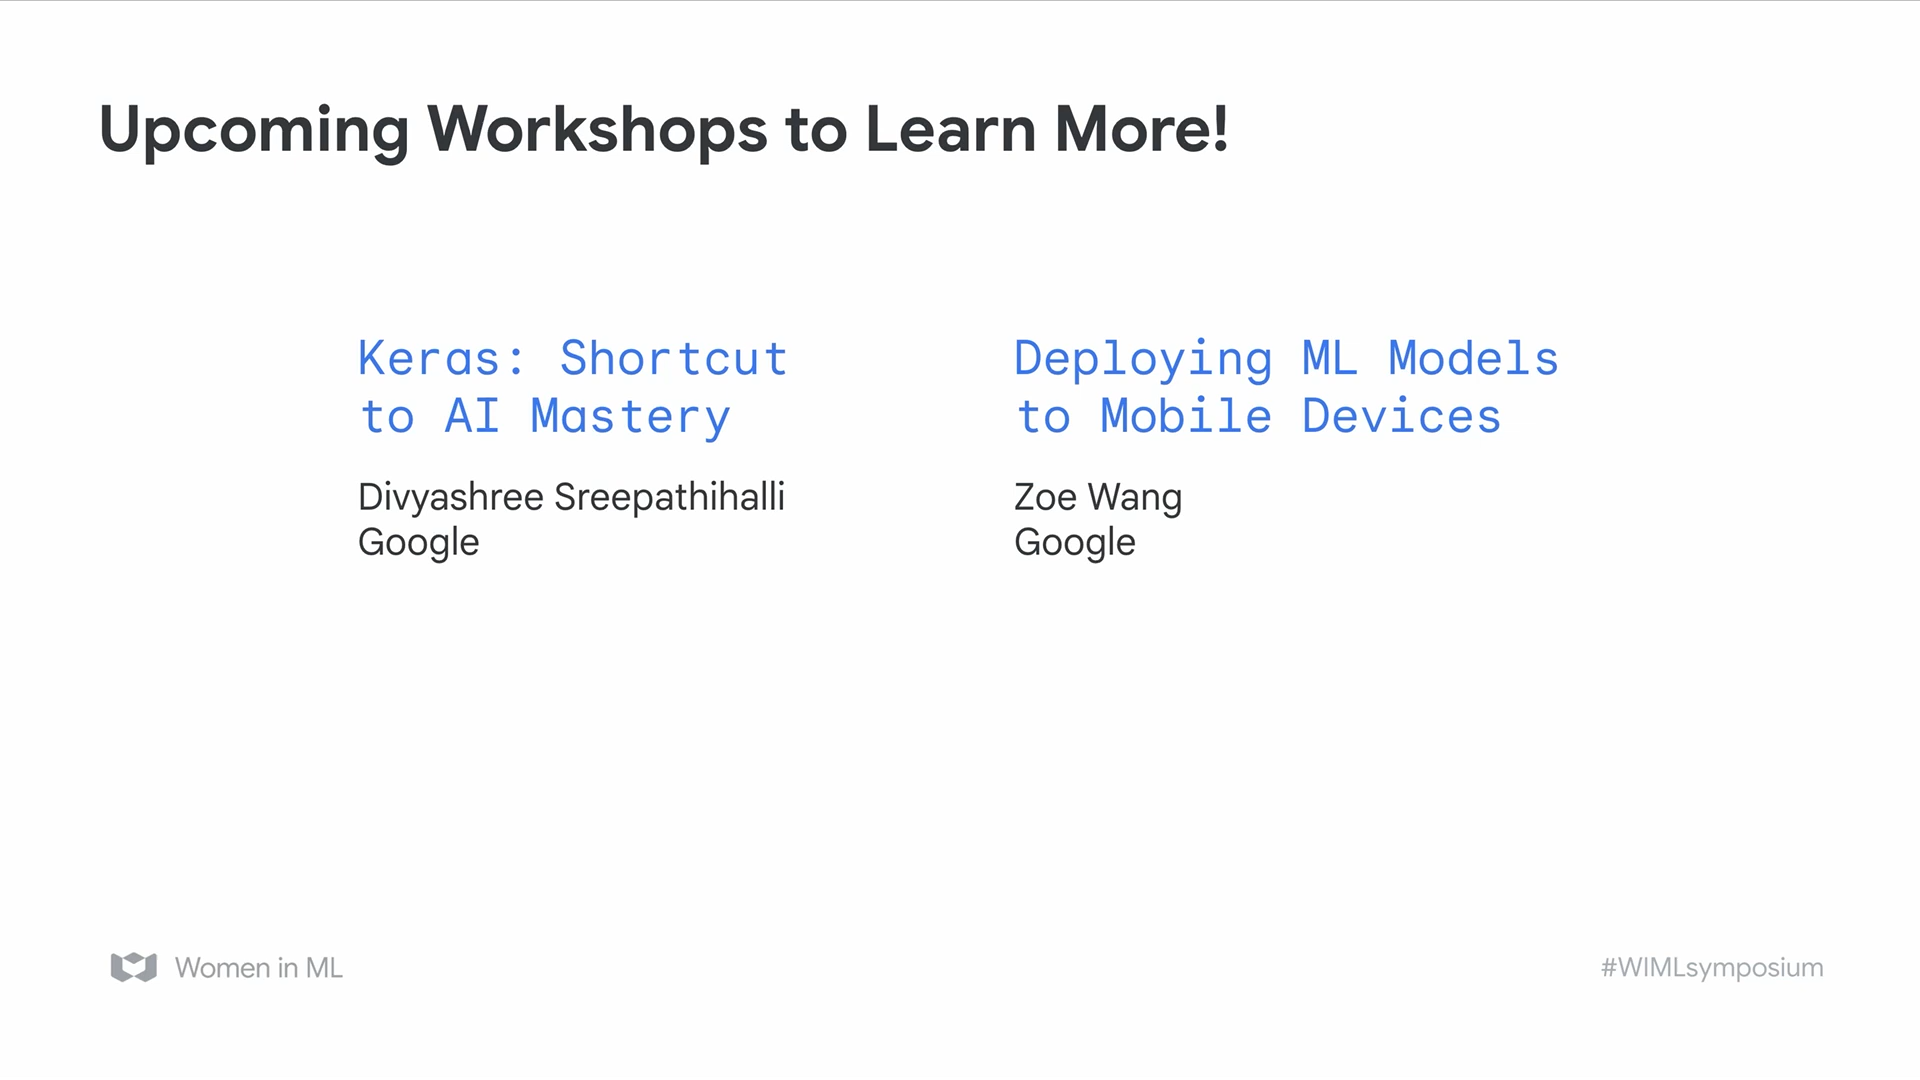 Upcoming Workshops to Learn More!
Keras: Shortcut
to AI Mastery
Divyashree Sreepathihalli
Google
Deploying ML Models
to Mobile Devices
Zoe Wang
Google
Women in ML
#WIMLsymposium